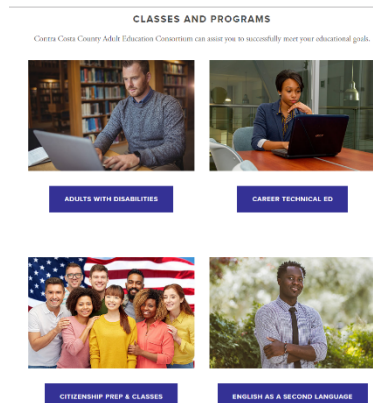 CLASSES AND PROGRAMS
Contra Costa County Adult Education Consortium can assist you to successfully meet your educational goals.
ADULTS WITH DISABILITIES
CAREER TECHNICAL ED
CITIZENSHIP PREP & CLASSES
ENGLISH AS A SECOND LANGUAGE